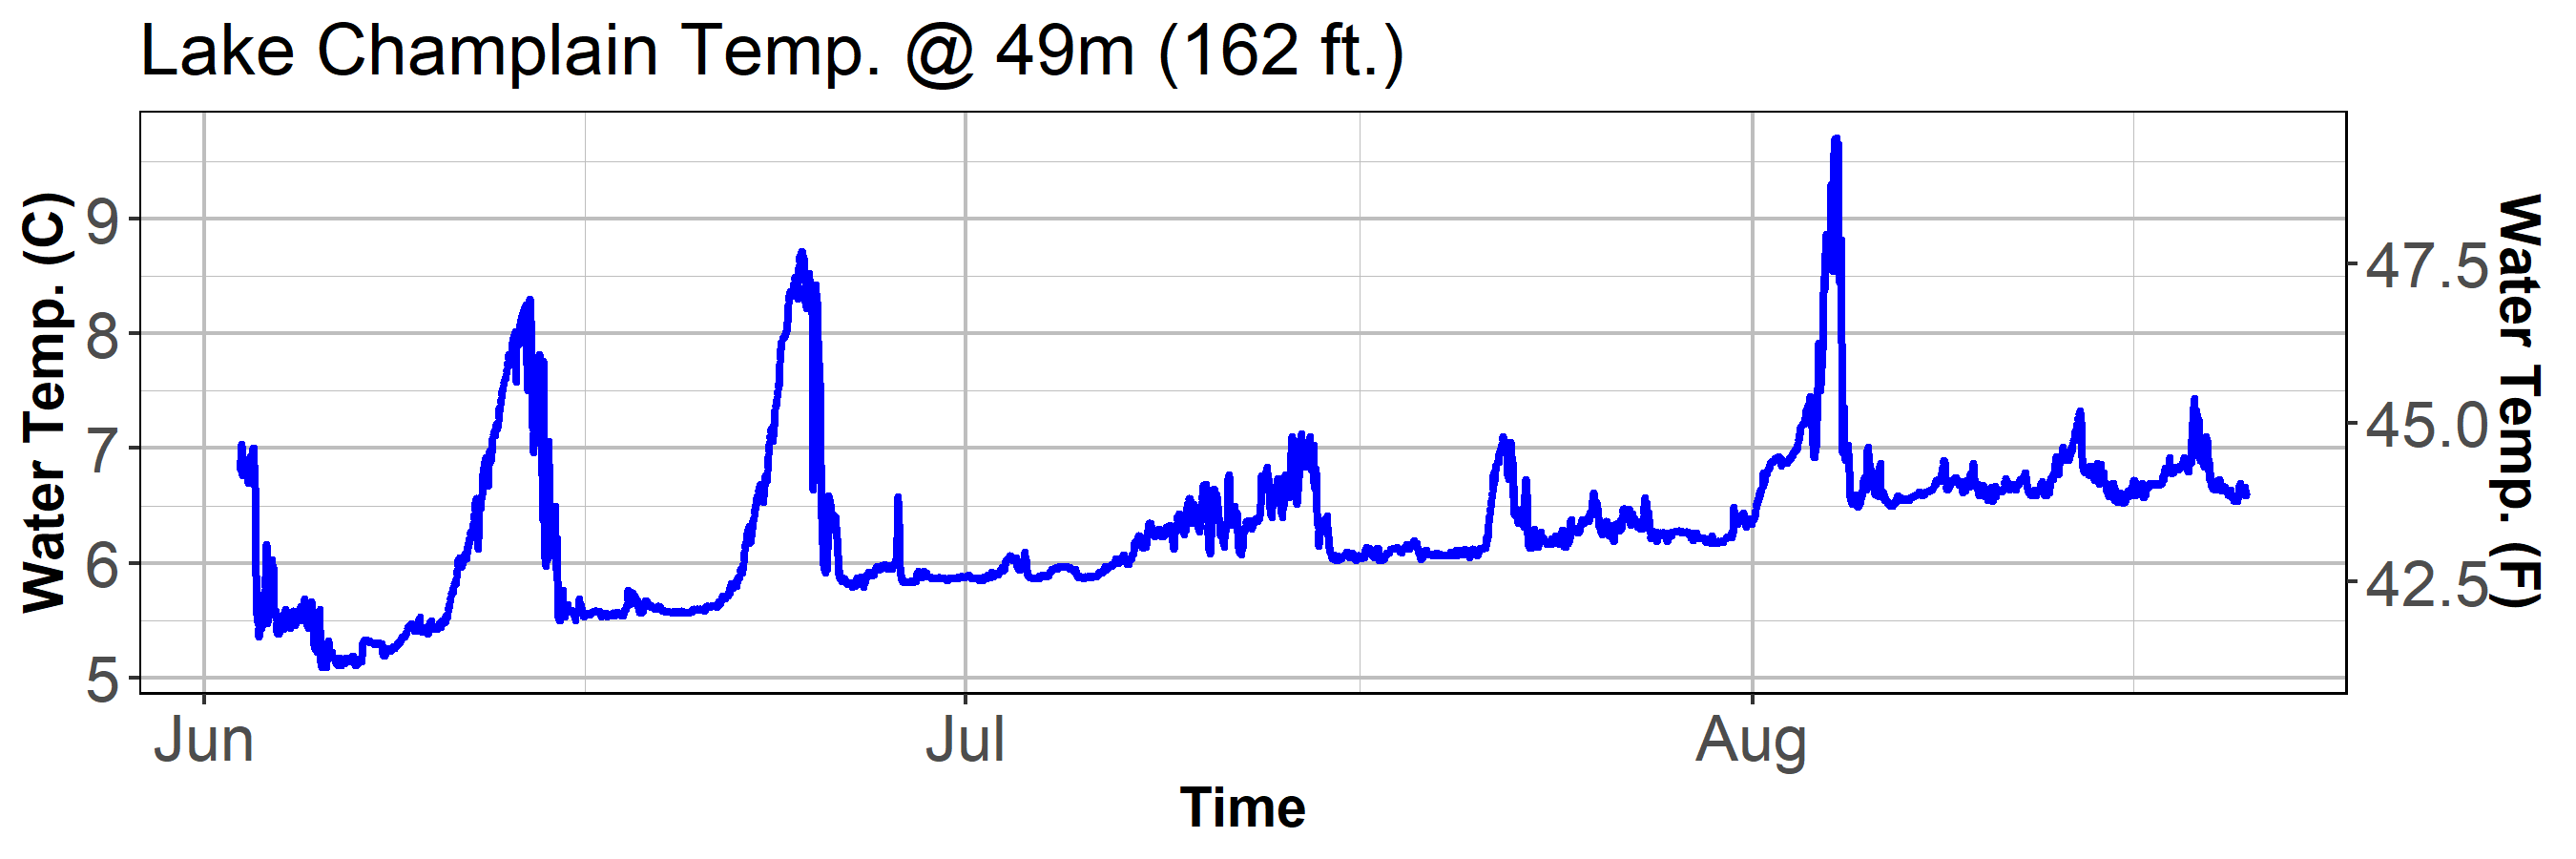 Lake Champlain Temp. @ 49m (162 ft.)
Water Temp. (C)
9
8
7
6
5
47.5
45.0
42.5
Water Temp. (F)
Jun Jul Aug
Time